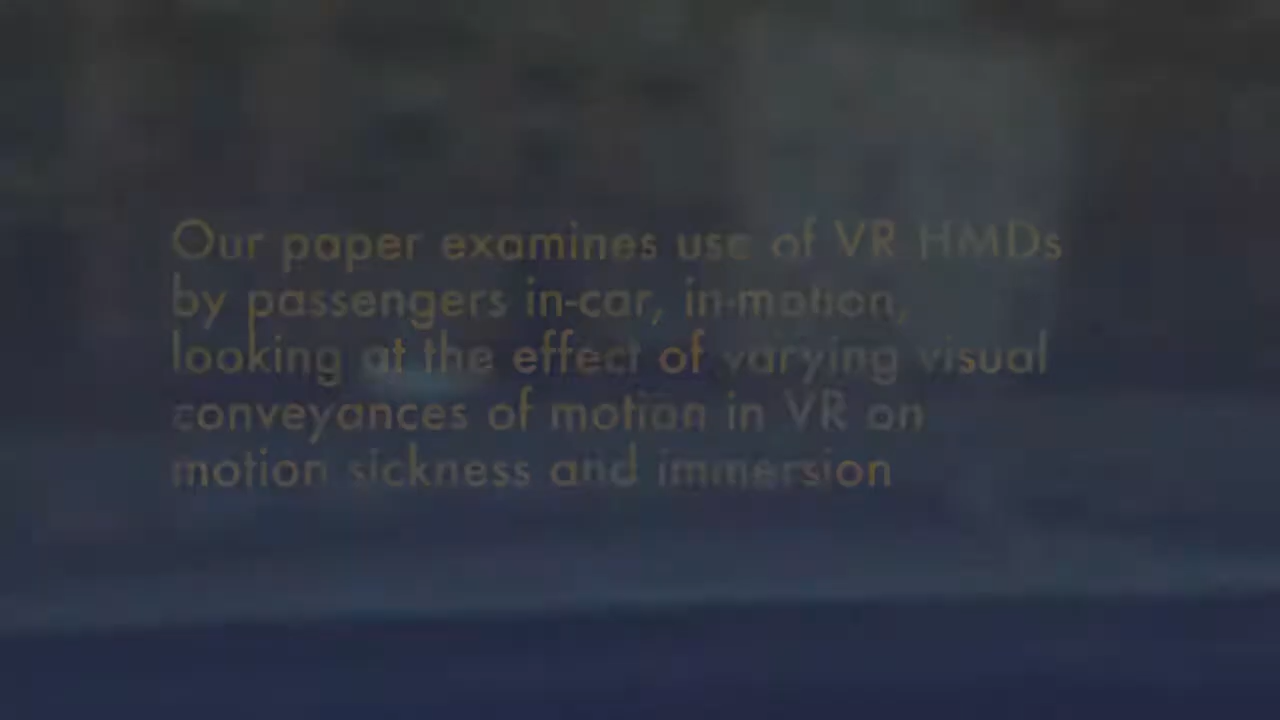 Our paper examines use of VR HMDs
by passengers in-car, in-motion,
looking at the effect of varying visual
conveyances of motion in VR on
motion sickness and immersion